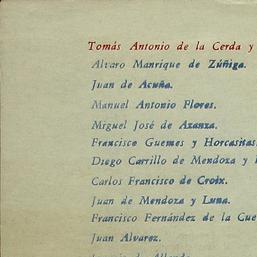 Tomás Antonio de la Cerda y
Alvaro Manrique de Zúñiga.
Juan de Acuña.
Manuel Antonio Flores.
Miguel José de Azanza.
Francisco Guemes y Horcasitas
Diego Carrillo de Mendoza y
Carlos Francisco de Croix.
Juan de Mendoza y Luna.
Francisco Fernández de la Cue
Juan Alvarez.